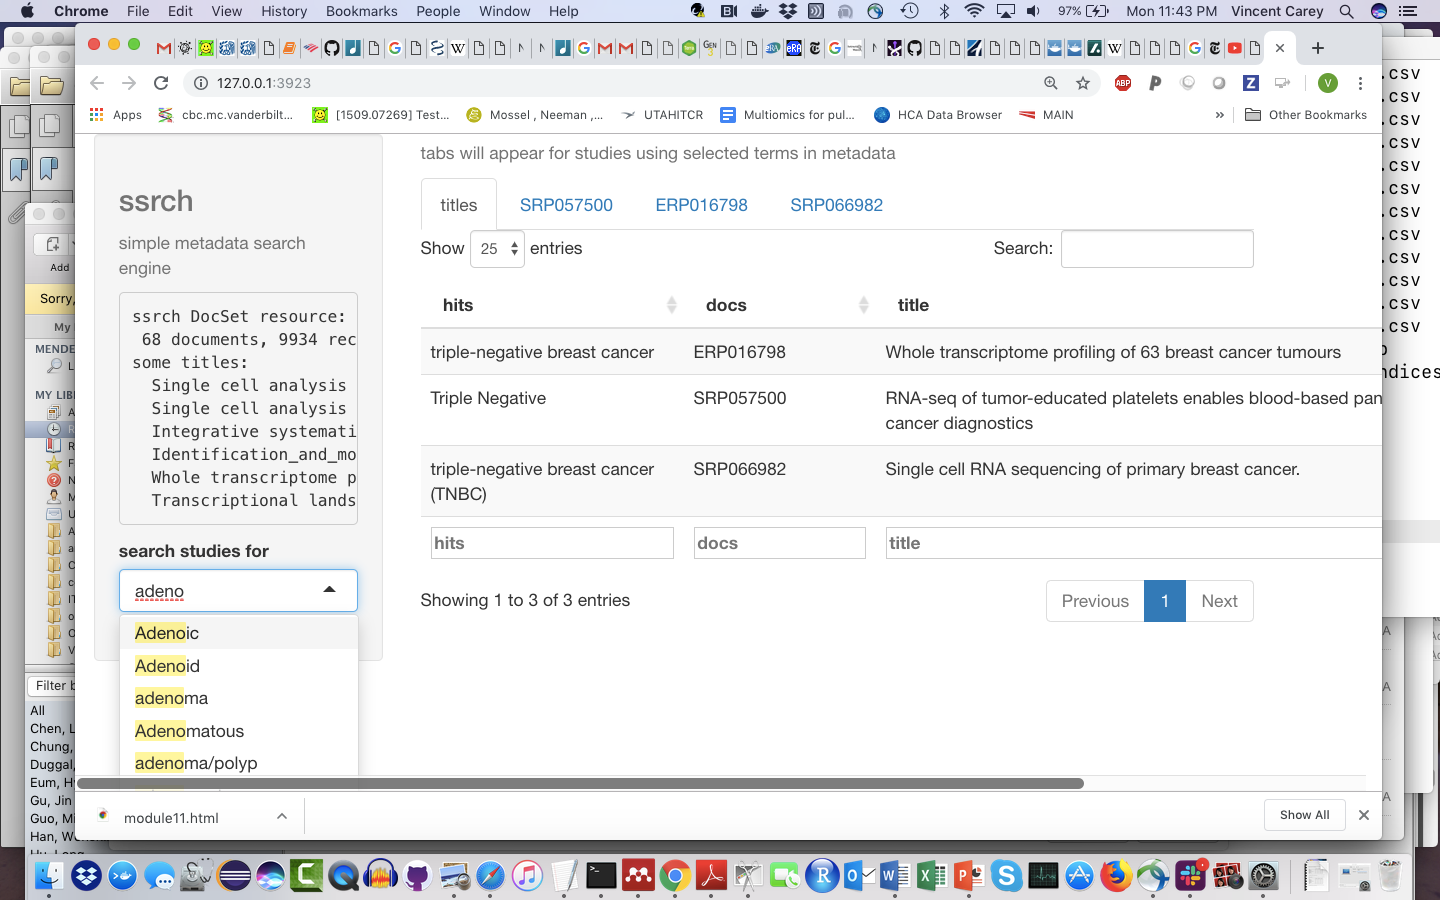 Chrome File Edit View History Bookmarks People Window Help 97% Mon 11:43 PM Vincent Carey
127.0.0.1:3923
Apps cbc.mc.vanderbilt... [1509.07269] Test... Mossel , Neeman ,... UTAHITCR Multiomics for pul... HCA Data Browser MAIN » Other Bookmarks
tabs will appear for studies using selected terms in metadata
ssrch
simple metadata search
engine
ssrch DocSet resource:
68 documents, 9934 rec
some titles:
Single cell analysis
Single cell analysis
Integrative systemati
Identification_and_mo
Whole transcriptome p
Transcriptional lands
search studies for
adeno
Adenoic
Adenoid
adenoma
Adenomatous
adenoma/polyp
titles SRP057500 ERP016798 SRP066982
Show 25 entries Search:
hits docs title
triple-negative breast cancer ERP016798 Whole transcriptome profiling of 63 breast cancer tumours
Triple Negative SRP057500 RNA-seq of tumor-educated platelets enables blood-based pan
cancer diagnostics
triple-negative breast cancer SRP066982 Single cell RNA sequencing of primary breast cancer.
(TNBC)
hits docs title
Showing 1 to 3 of 3 entries Previous 1 Next
module11.html Show All
Add
Sorry,
My
MENDE
MY LIB
Filter b
All
Chen, L
Chung,
Duggal,
Eum, H
Gu, Jin
Guo, Mi
Han, W
.csv
.csv
.csv
.csv
.csv
.csv
.csv
.csv
.csv
.csv
.csv
.csv
ndices